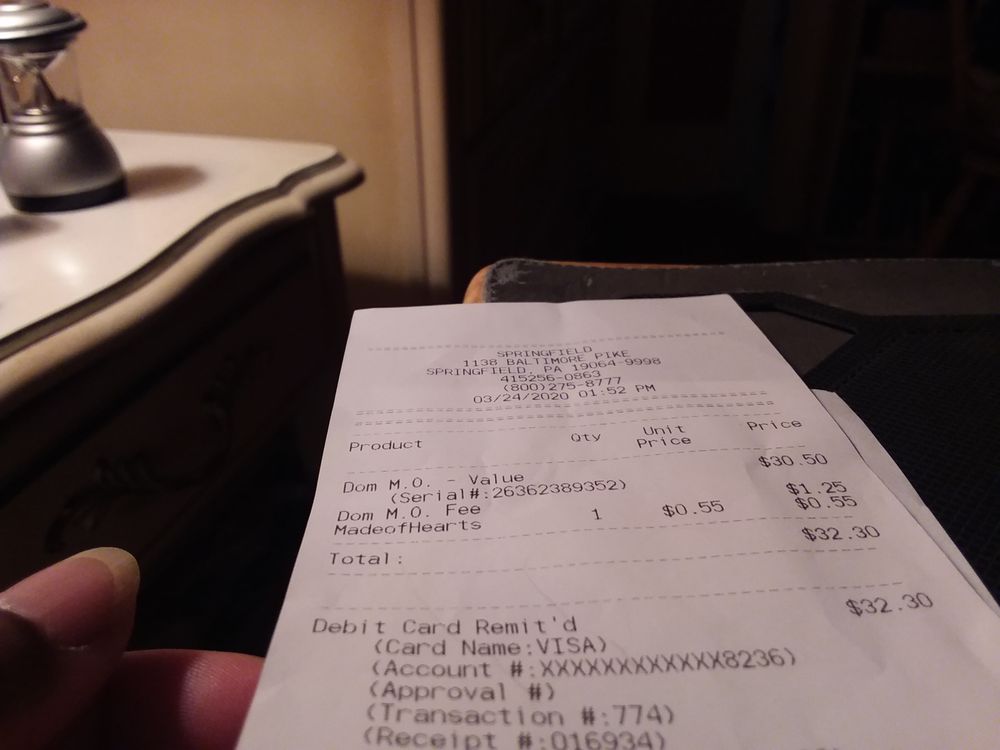 SPRINGFIELD
1138 BALTIMORE PIKE
SPRINGFIELD, PA 19064-9998
415256-0863
(800)275-8777
03/24/2020 01:52 PM
Product Qty Unit Price Price
Dom M.O. - Value $30.50
(Serial#:26362389352)
Dom M.O. Fee $1.25
MadeofHearts 1 $0.55 $0.55
Total: $32.30
Debit Card Remit'd $32.30
(Card Name:VISA)
(Account #:XXXXXXXXXXXX8236)
(Approval #)
(Transaction #:774)
(Receipt #:016934)